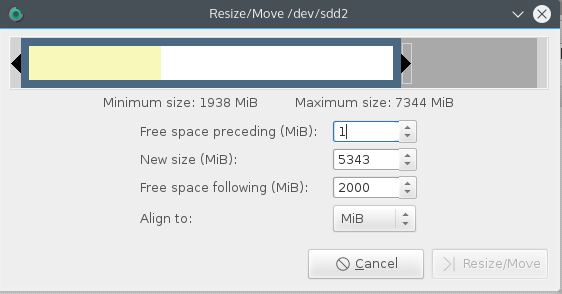 Resize/Move /dev/sdd2
Minimum size: 1938 MiB Maximum size: 7344 MiB
Free space preceding (MiB): 1
New size (MiB): 5343
Free space following (MiB): 2000
Align to: MiB
Cancel Resize/Move